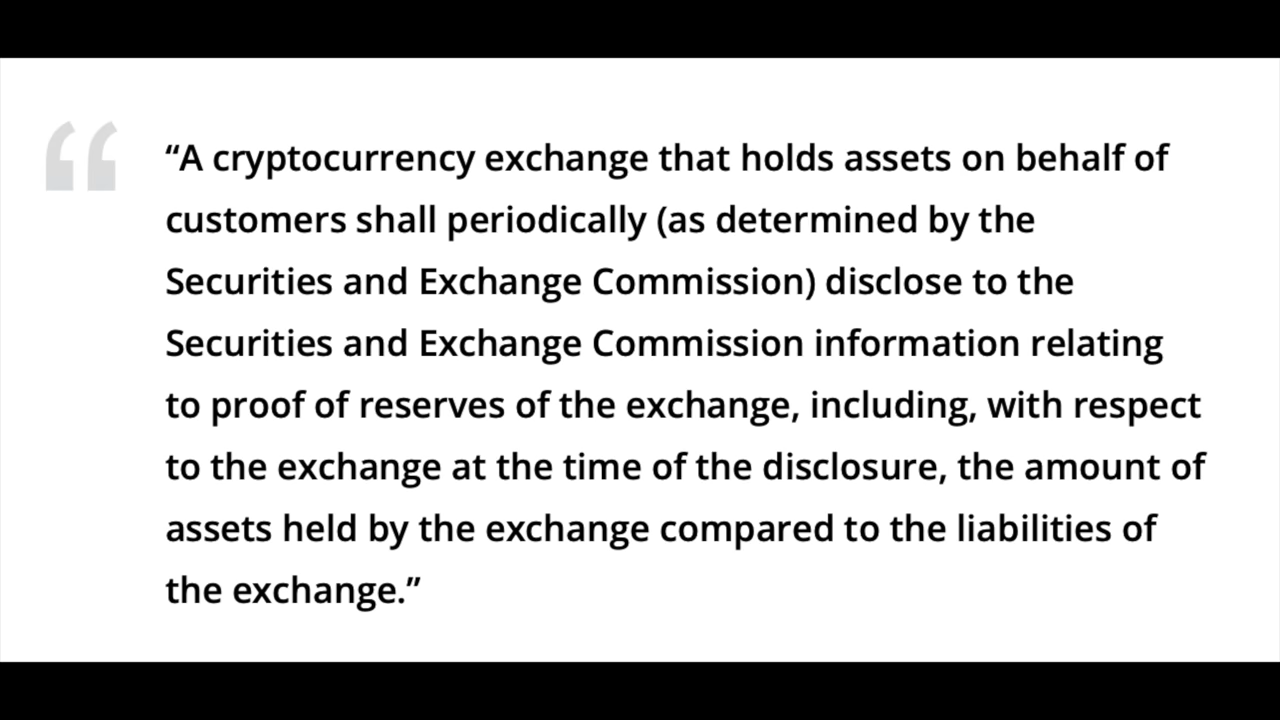 “A cryptocurrency exchange that holds assets on behalf of
customers shall periodically (as determined by the
Securities and Exchange Commission) disclose to the
Securities and Exchange Commission information relating
to proof of reserves of the exchange, including, with respect
to the exchange at the time of the disclosure, the amount of
assets held by the exchange compared to the liabilities of
the exchange.”